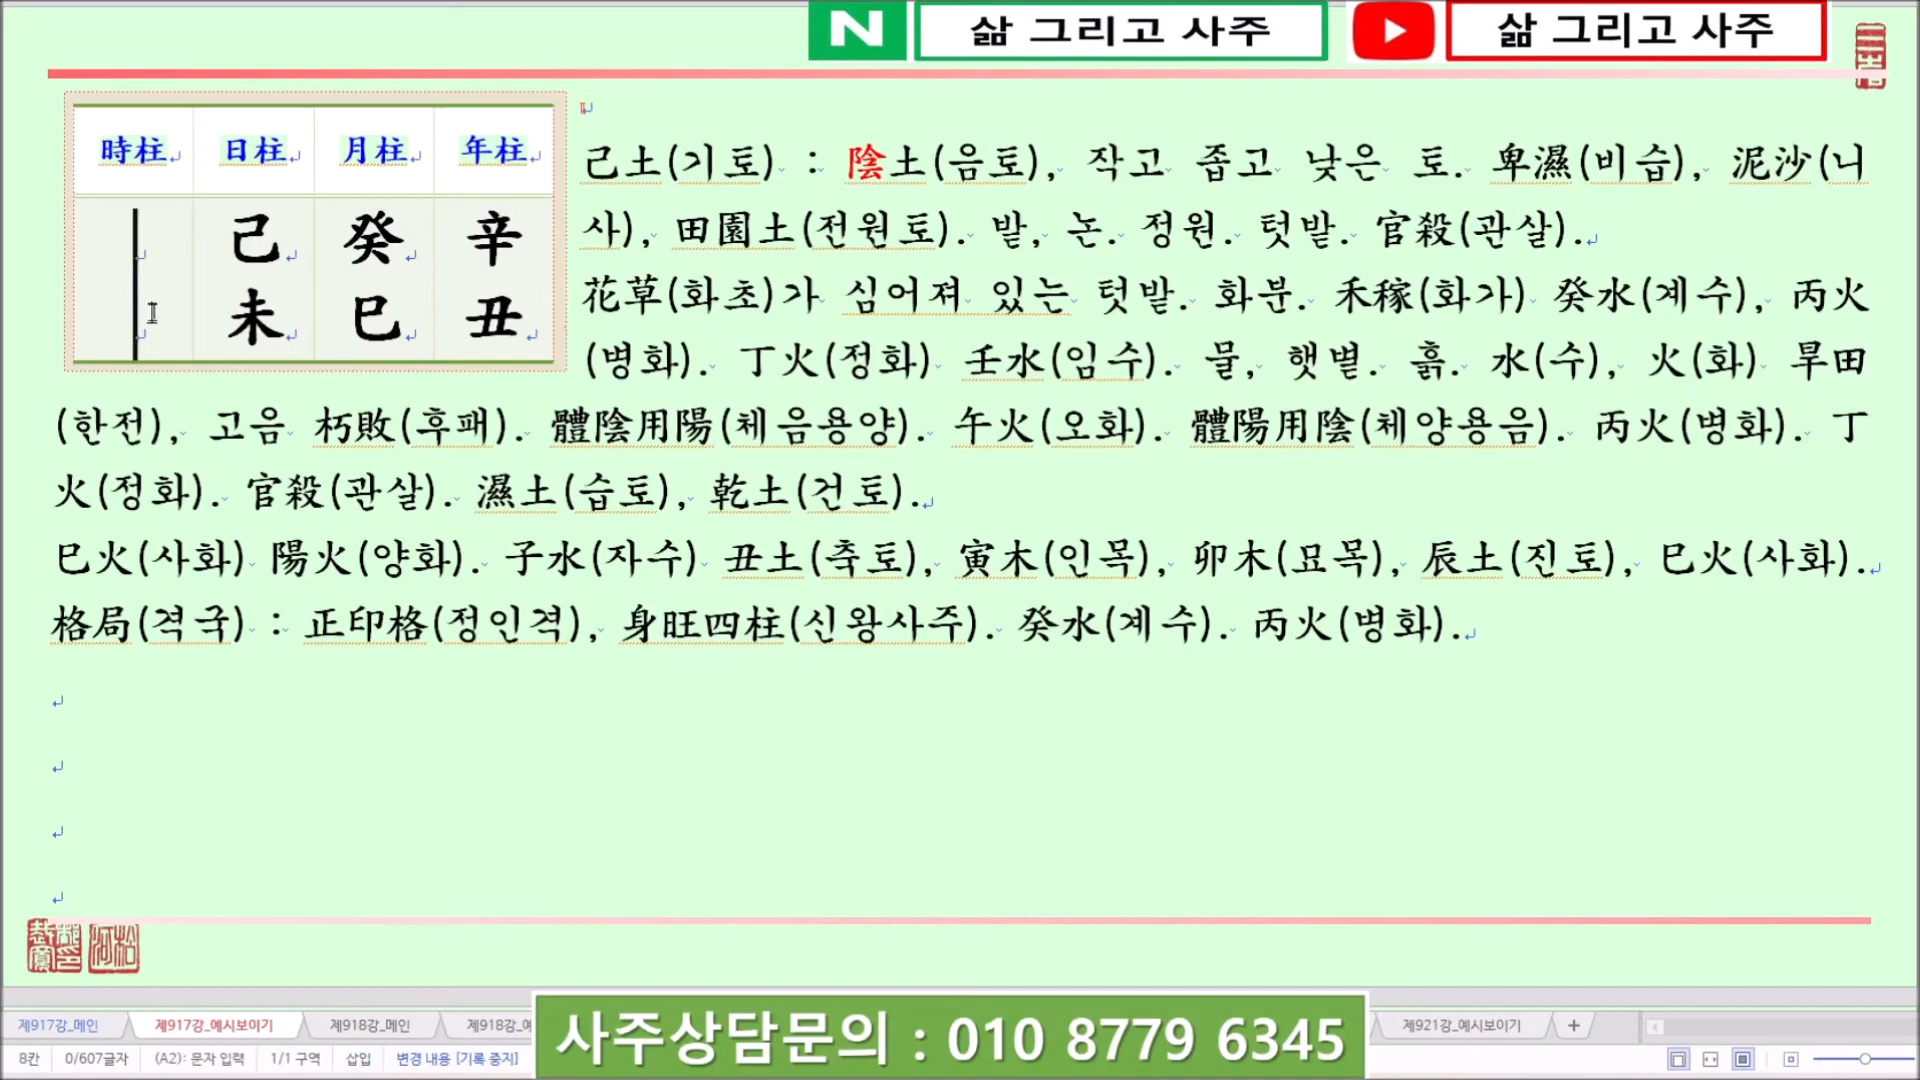 N 삶 그리고 사주 삶 그리고 사주
時柱 日柱 月柱 年柱
己 癸 辛
未 巳 丑
己土(기토) : 陰土(음토), 작고 좁고 낮은 토. 卑濕(비습), 泥沙(니
사), 田園土(전원토). 밭, 논. 정원. 텃밭. 官殺(관살).
花草(화초)가 심어져 있는 텃밭. 화분. 禾稼(화가) 癸水(계수), 丙火
(병화). 丁火(정화) 壬水(임수). 물, 햇볕. 흙. 水(수), 火(화) 旱田
(한전), 고음 朽敗(후패). 體陰用陽(체음용양). 午火(오화). 體陽用陰(체양용음). 丙火(병화). 丁
火(정화). 官殺(관살). 濕土(습토), 乾土(건토).
巳火(사화) 陽火(양화). 子水(자수) 丑土(축토), 寅木(인목), 卯木(묘목), 辰土(진토), 巳火(사화).
格局(격국) : 正印格(정인격), 身旺四柱(신왕사주). 癸水(계수). 丙火(병화).
제917강_메인 제917강_예시보이기 제918강_메인 제918강_예 제921강_예시보이기
8칸 0/607글자 (A2): 문자 입력 1/1 구역 삽입 변경 내용 [기록 중지]
사주상담문의 : 010 8779 6345